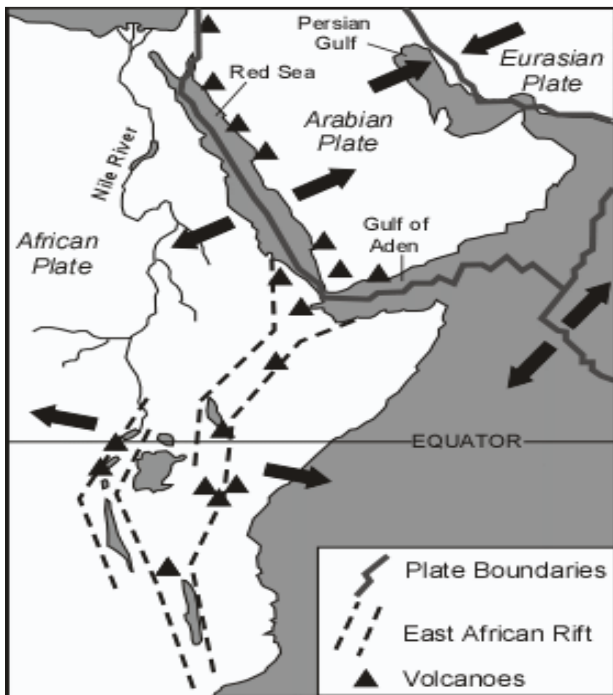 Persian
Gulf
Eurasian
Plate
Red Sea
Arabian
Plate
Nile River
African
Plate
Gulf of
Aden
EQUATOR
Plate Boundaries
East African Rift
Volcanoes